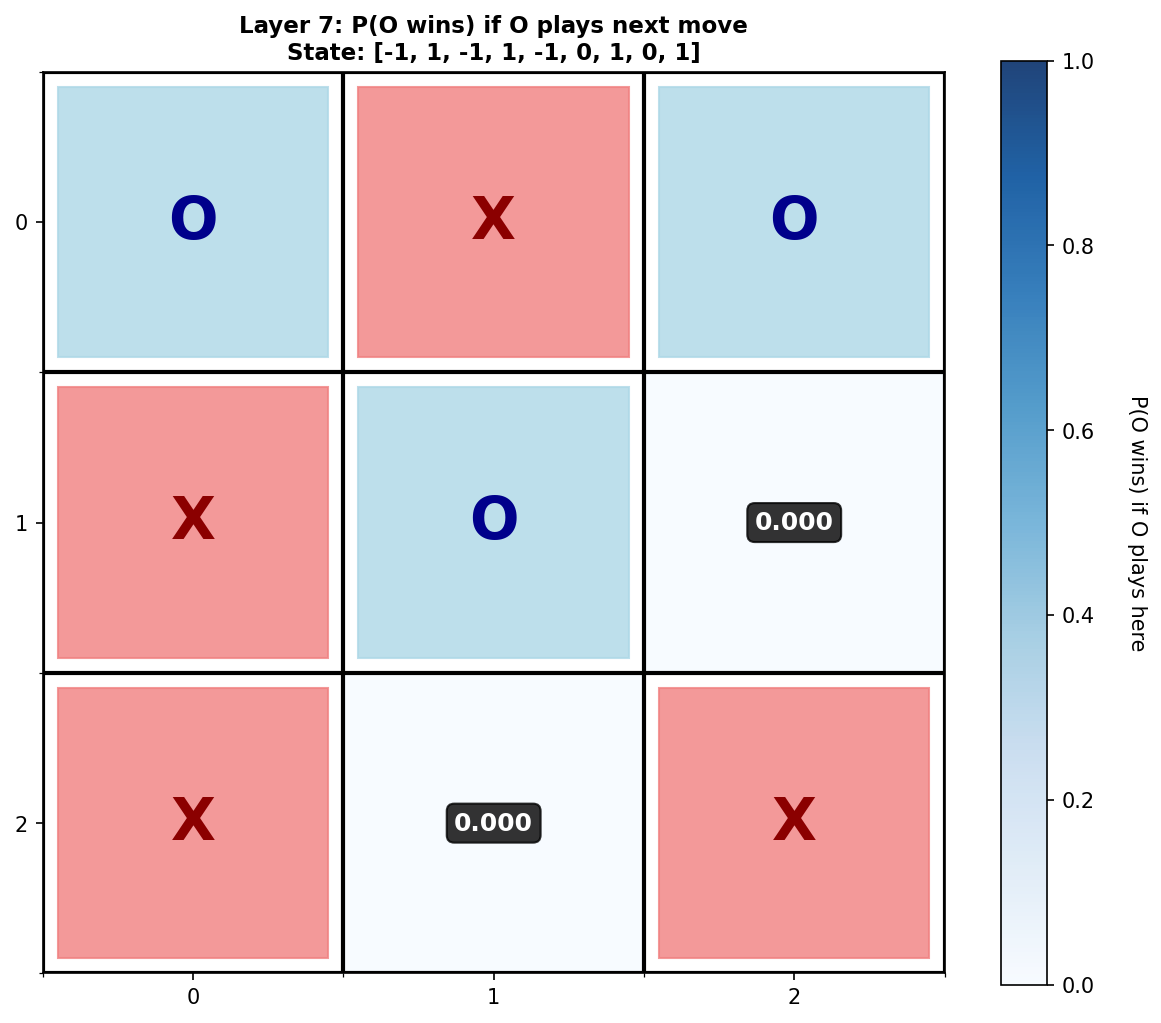 Layer 7: P(O wins) if O plays next move
State: [-1, 1, -1, 1, -1, 0, 1, 0, 1]
O X O
0
X O 0.000
1
X 0.000 X
2
0 1 2
1.0
0.8
0.6
0.4
0.2
0.0
P(O wins) if O plays here